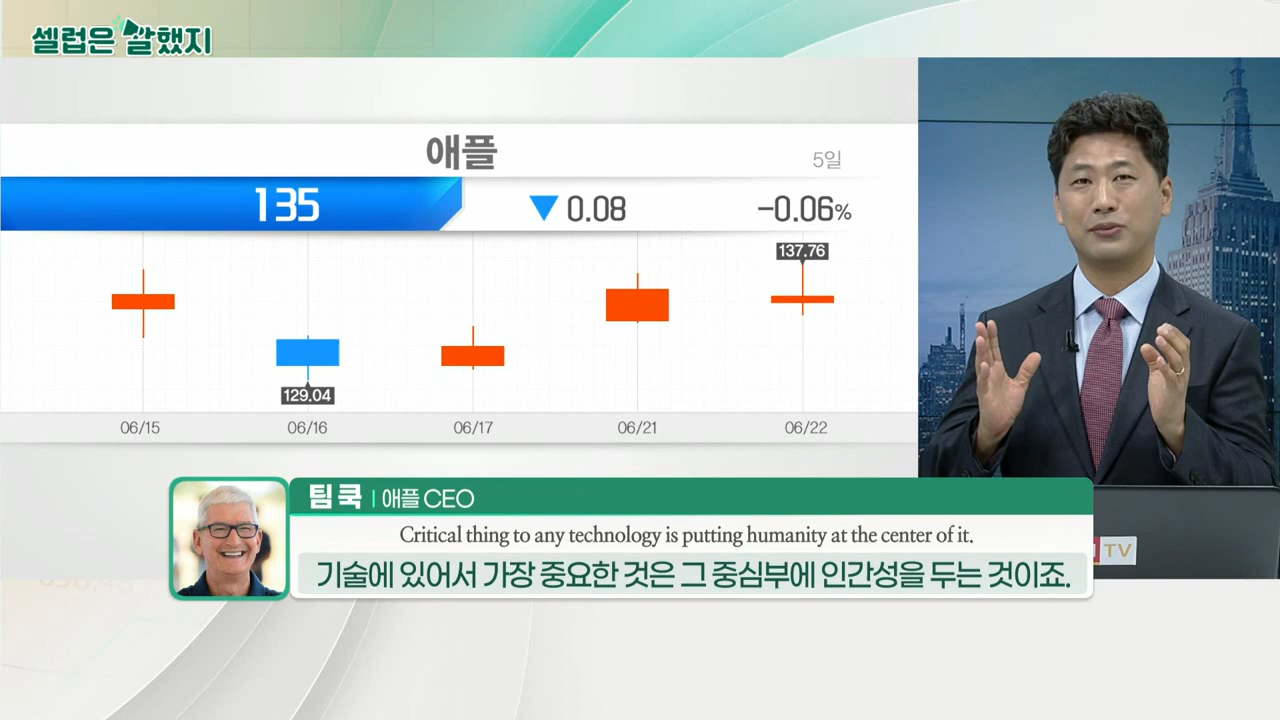 셀럽은 말했지
애플
5일
135 ▼ 0.08 -0.06%
137.76
129.04
06/15 06/16 06/17 06/21 06/22
팀 쿡 | 애플 CEO
Critical thing to any technology is putting humanity at the center of it.
기술에 있어서 가장 중요한 것은 그 중심부에 인간성을 두는 것이죠.
TV